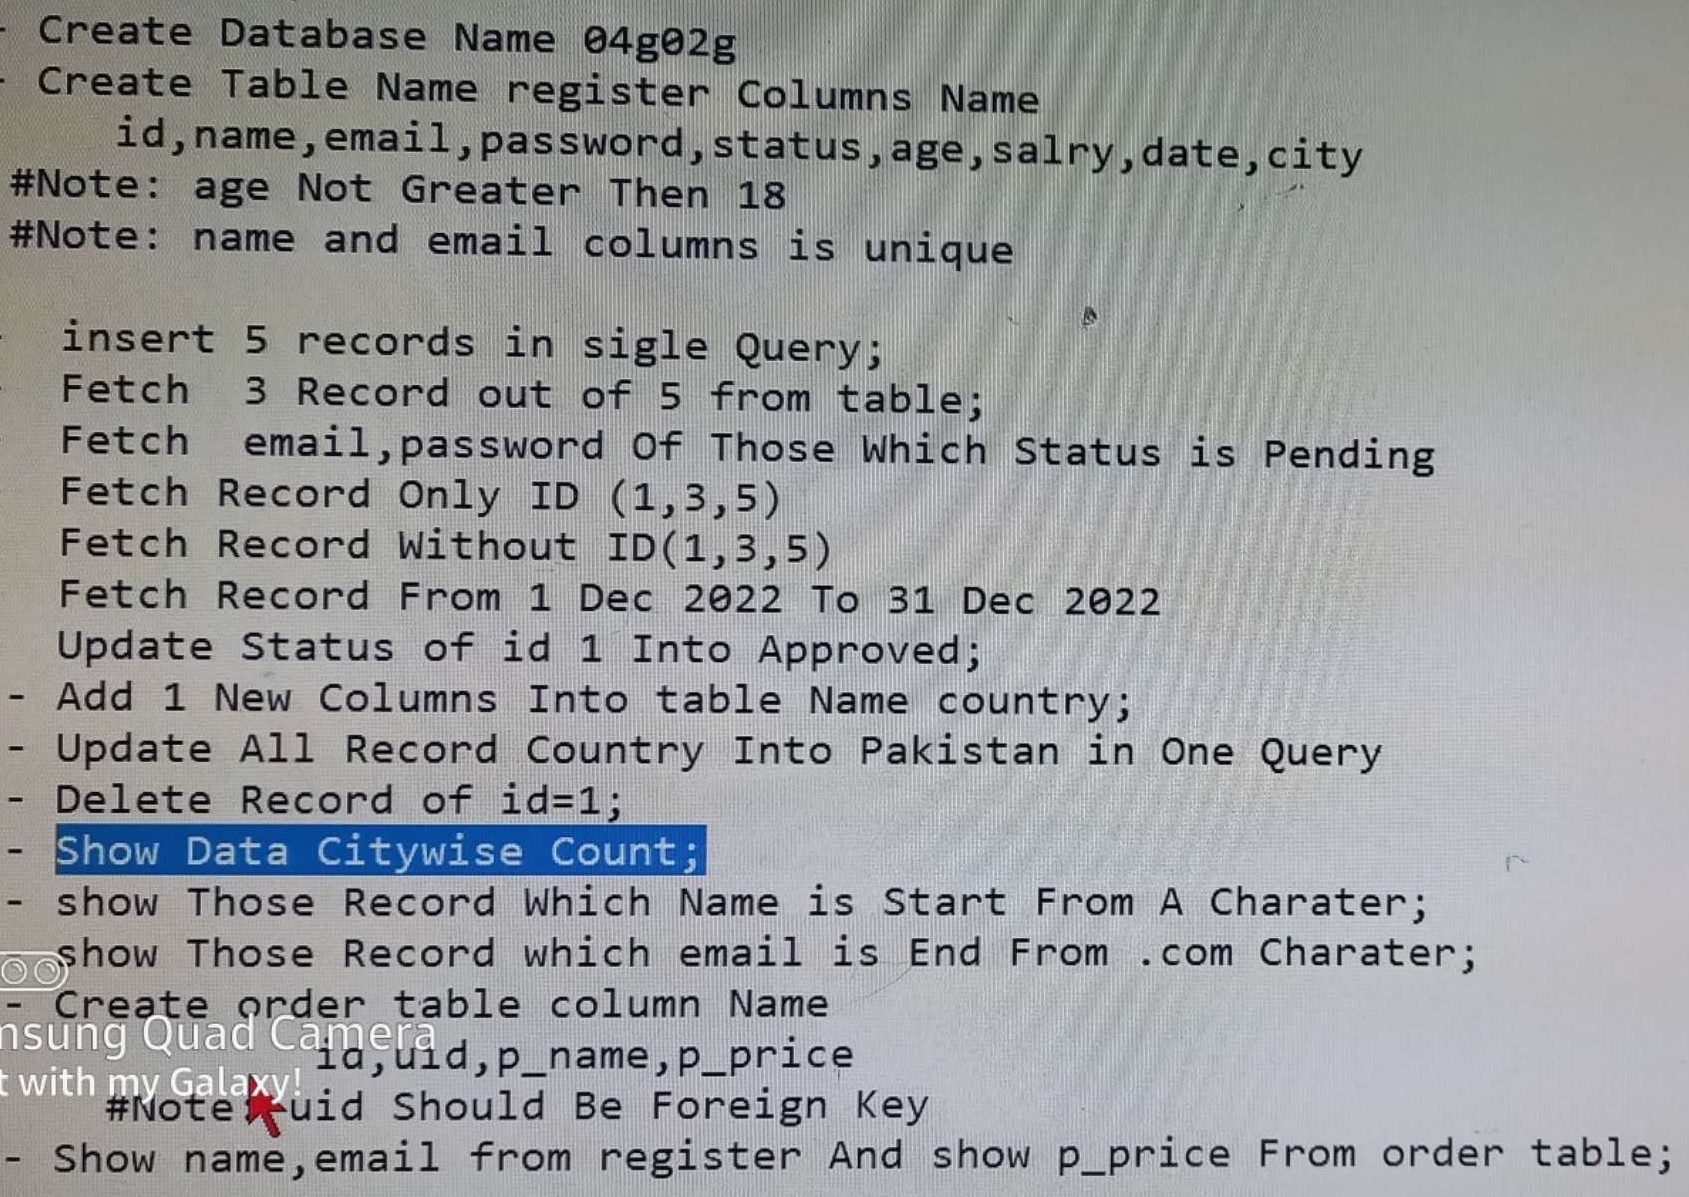 - Create Database Name 04g02g
- Create Table Name register Columns Name
id,name,email,password,status,age,salry,date,city
#Note: age Not Greater Then 18
#Note: name and email columns is unique
insert 5 records in sigle Query;
Fetch 3 Record out of 5 from table;
Fetch email,password Of Those Which Status is Pending
Fetch Record Only ID (1,3,5)
Fetch Record Without ID(1,3,5)
Fetch Record From 1 Dec 2022 To 31 Dec 2022
Update Status of id 1 Into Approved;
- Add 1 New Columns Into table Name country;
- Update All Record Country Into Pakistan in One Query
- Delete Record of id=1;
- Show Data Citywise Count;
- show Those Record Which Name is Start From A Charater;
show Those Record which email is End From .com Charater;
- Create order table column Name
nsung Quad Camera
id,uid,p_name,p_price
t with my Galaxy!
#Note: uid Should Be Foreign Key
- Show name,email from register And show p_price From order table;